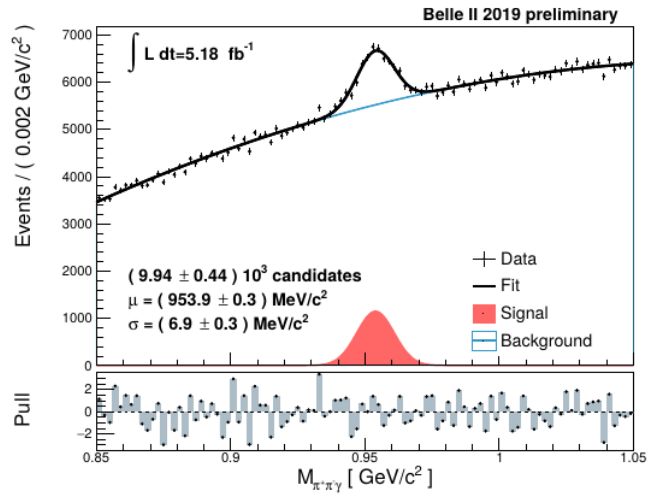 Belle II 2019 preliminary
∫ L dt=5.18 fb⁻¹
Events / ( 0.002 GeV/c² )
7000
6000
5000
4000
3000
2000
1000
0
( 9.94 ± 0.44 ) 10³ candidates
μ = ( 953.9 ± 0.3 ) MeV/c²
σ = ( 6.9 ± 0.3 ) MeV/c²
Data
Fit
Signal
Background
Pull
2
0
−2
0.85
0.9
0.95
1
1.05
M_π⁺π⁻γ [ GeV/c² ]